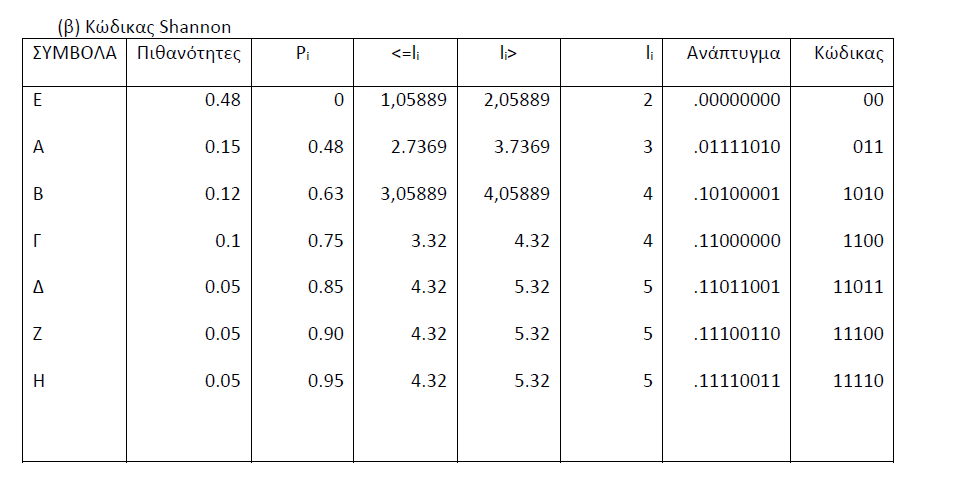 (β) Κώδικας Shannon
ΣΥΜΒΟΛΑ Πιθανότητες Pi <=li li> li Ανάπτυγμα Κώδικας
Ε 0.48 0 1,05889 2,05889 2 .00000000 00
Α 0.15 0.48 2.7369 3.7369 3 .01111010 011
Β 0.12 0.63 3,05889 4,05889 4 .10100001 1010
Γ 0.1 0.75 3.32 4.32 4 .11000000 1100
Δ 0.05 0.85 4.32 5.32 5 .11011001 11011
Ζ 0.05 0.90 4.32 5.32 5 .11100110 11100
Η 0.05 0.95 4.32 5.32 5 .11110011 11110